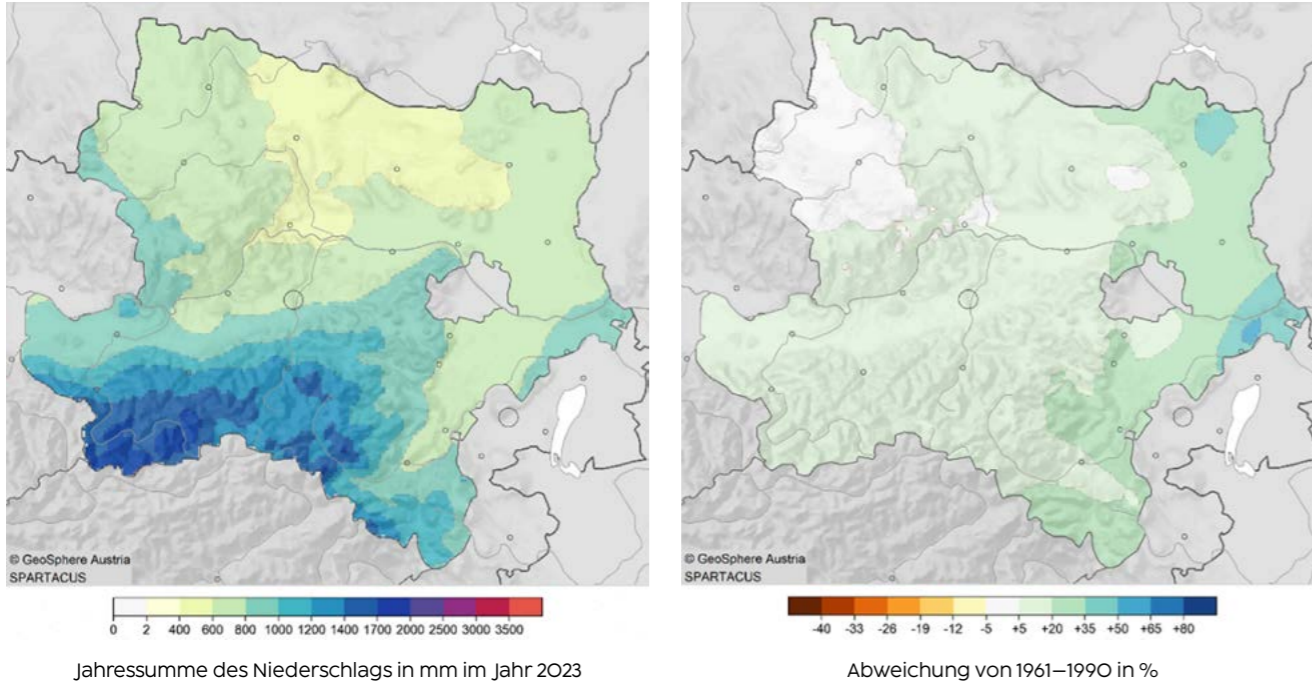 © GeoSphere Austria
SPARTACUS
0 2 400 600 800 1000 1200 1400 1700 2000 2500 3000 3500
Jahressumme des Niederschlags in mm im Jahr 2023
© GeoSphere Austria
SPARTACUS
-40 -33 -26 -19 -12 -5 +5 +20 +35 +50 +65 +80
Abweichung von 1961–1990 in %